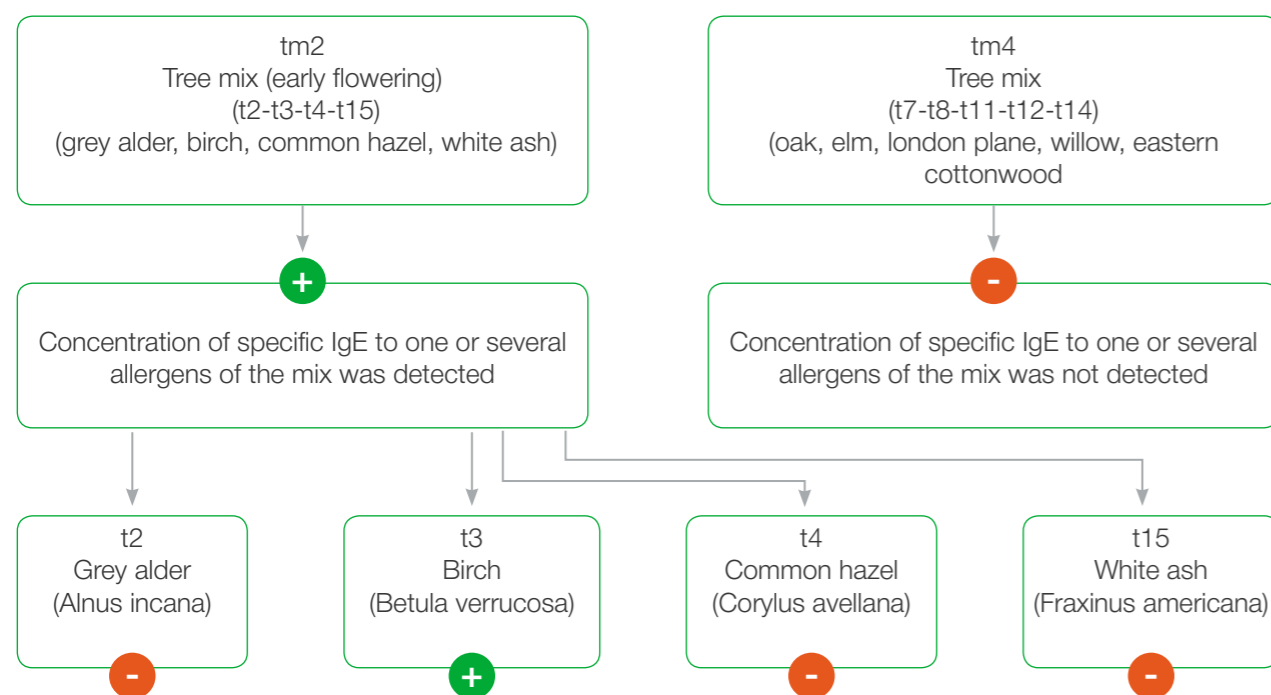 tm2
Tree mix (early flowering)
(t2-t3-t4-t15)
(grey alder, birch, common hazel, white ash)
tm4
Tree mix
(t7-t8-t11-t12-t14)
(oak, elm, london plane, willow, eastern
cottonwood
+
-
Concentration of specific IgE to one or several
allergens of the mix was detected
Concentration of specific IgE to one or several
allergens of the mix was not detected
t2
Grey alder
(Alnus incana)
-
t3
Birch
(Betula verrucosa)
+
t4
Common hazel
(Corylus avellana)
-
t15
White ash
(Fraxinus americana)
-